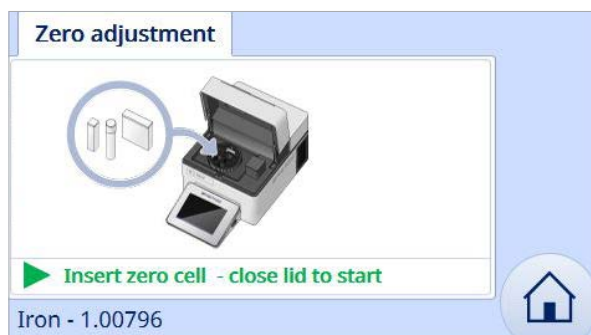 Zero adjustment
Insert zero cell - close lid to start
Iron - 1.00796